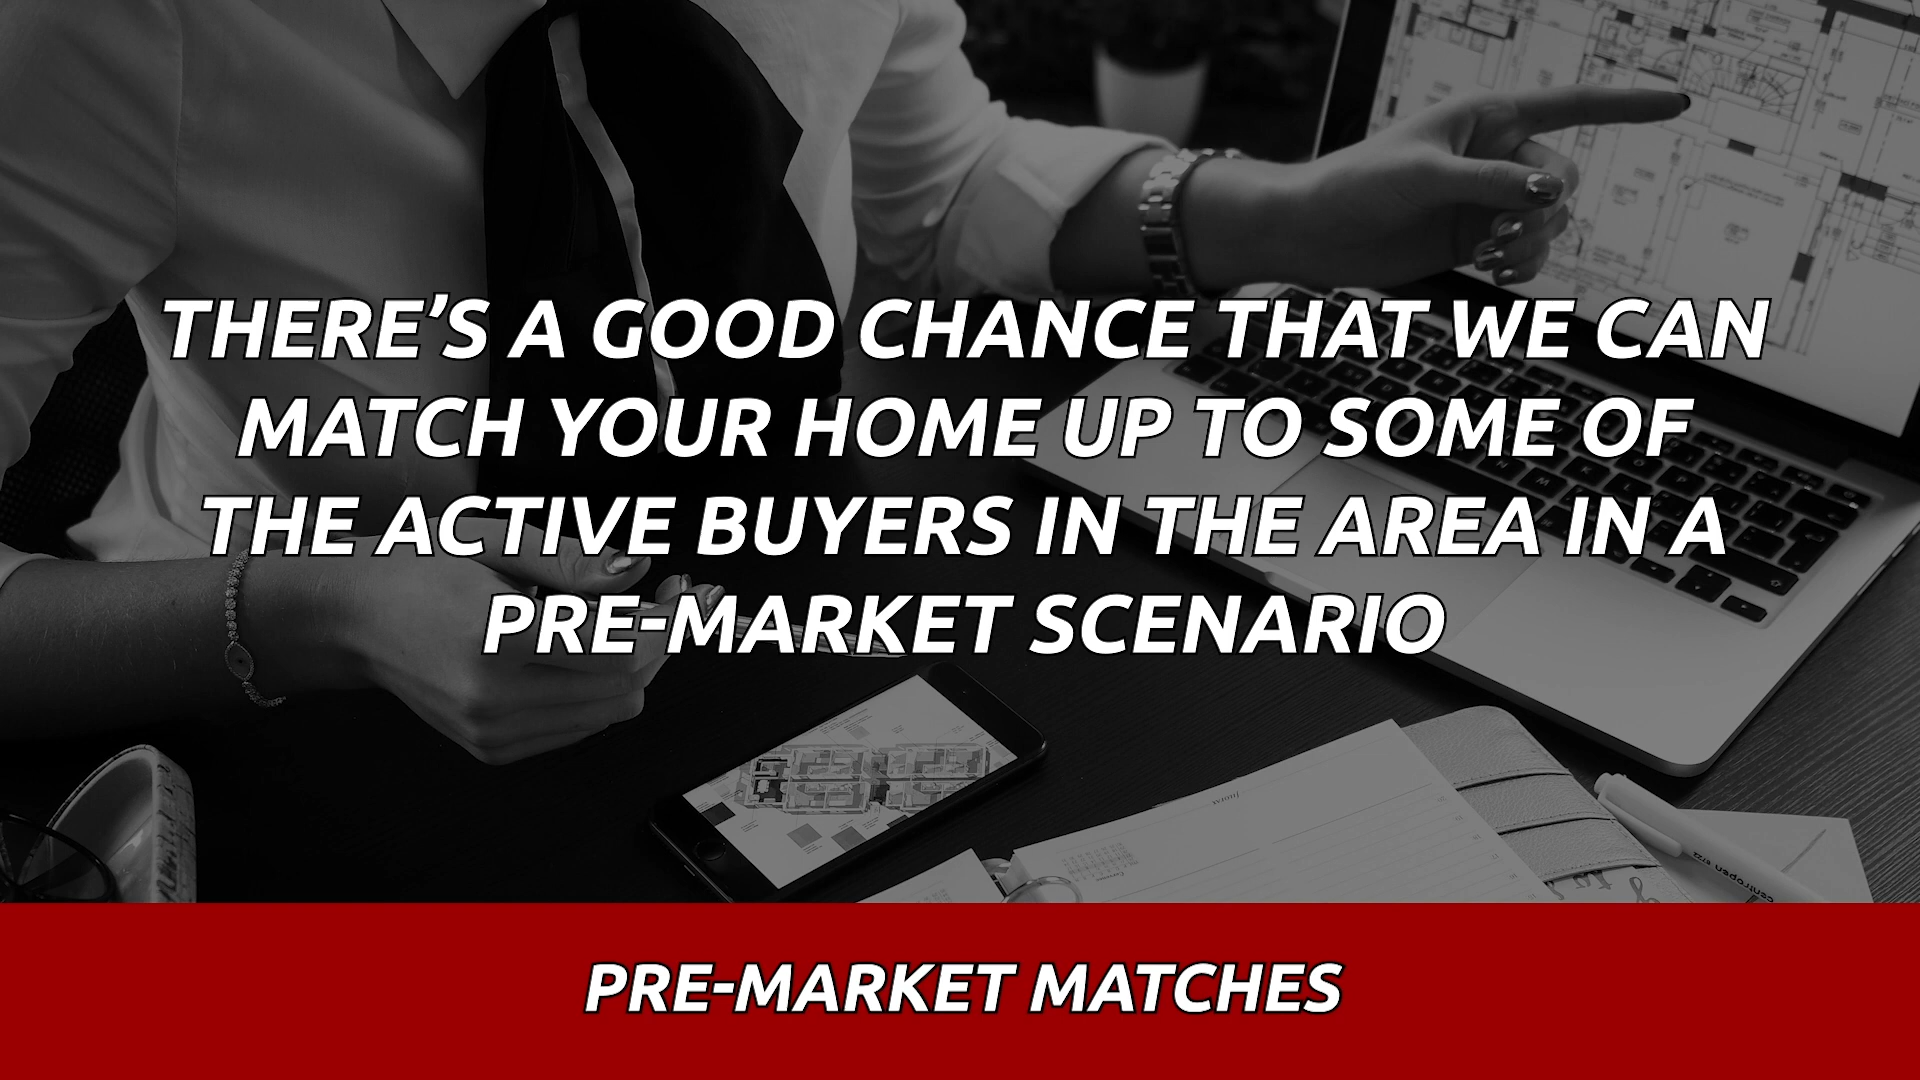 THERE’S A GOOD CHANCE THAT WE CAN
MATCH YOUR HOME UP TO SOME OF
THE ACTIVE BUYERS IN THE AREA IN A
PRE-MARKET SCENARIO
centropen
PRE-MARKET MATCHES